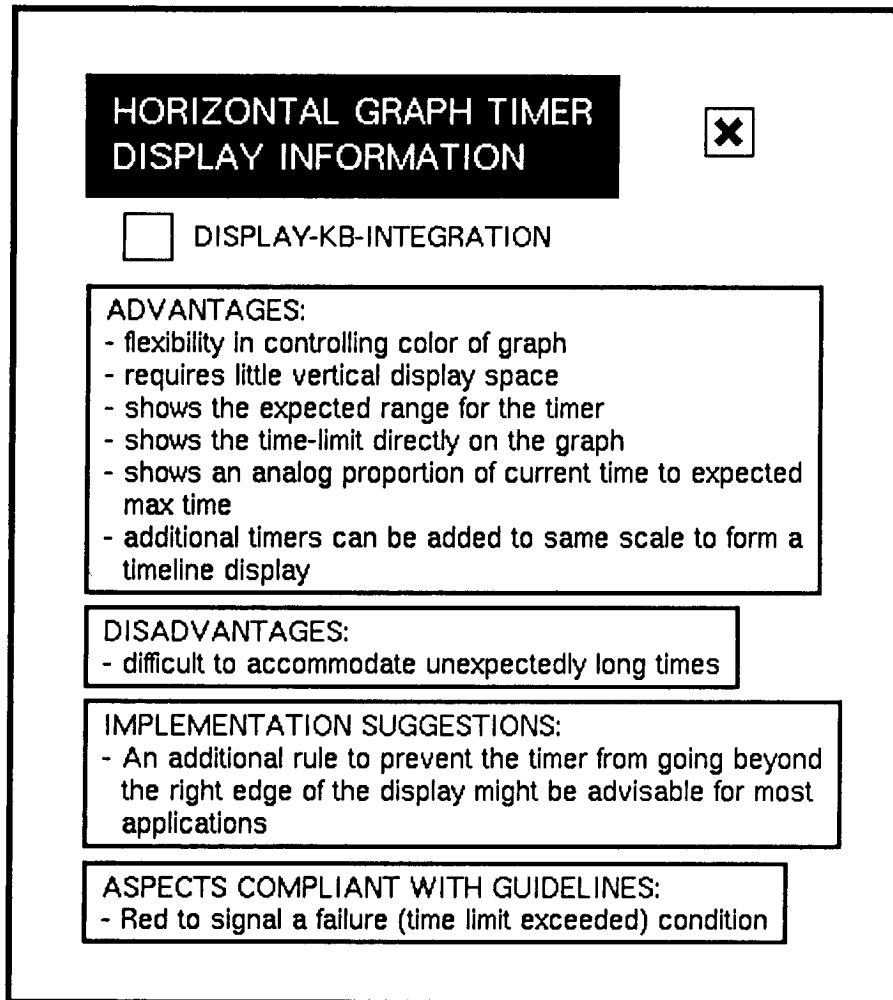 HORIZONTAL GRAPH TIMER
DISPLAY INFORMATION
DISPLAY-KB-INTEGRATION
ADVANTAGES:
- flexibility in controlling color of graph
- requires little vertical display space
- shows the expected range for the timer
- shows the time-limit directly on the graph
- shows an analog proportion of current time to expected
max time
- additional timers can be added to same scale to form a
timeline display
DISADVANTAGES:
- difficult to accommodate unexpectedly long times
IMPLEMENTATION SUGGESTIONS:
- An additional rule to prevent the timer from going beyond
the right edge of the display might be advisable for most
applications
ASPECTS COMPLIANT WITH GUIDELINES:
- Red to signal a failure (time limit exceeded) condition